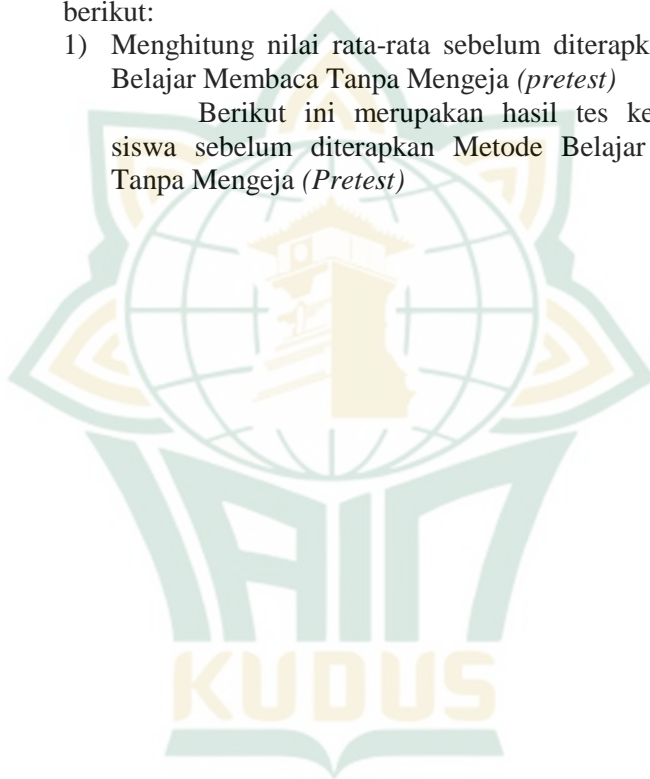 berikut:
1) Menghitung nilai rata-rata sebelum diterapk
Belajar Membaca Tanpa Mengeja (pretest)
Berikut ini merupakan hasil tes ke
siswa sebelum diterapkan Metode Belajar
Tanpa Mengeja (Pretest)
IAIN
KUDUS